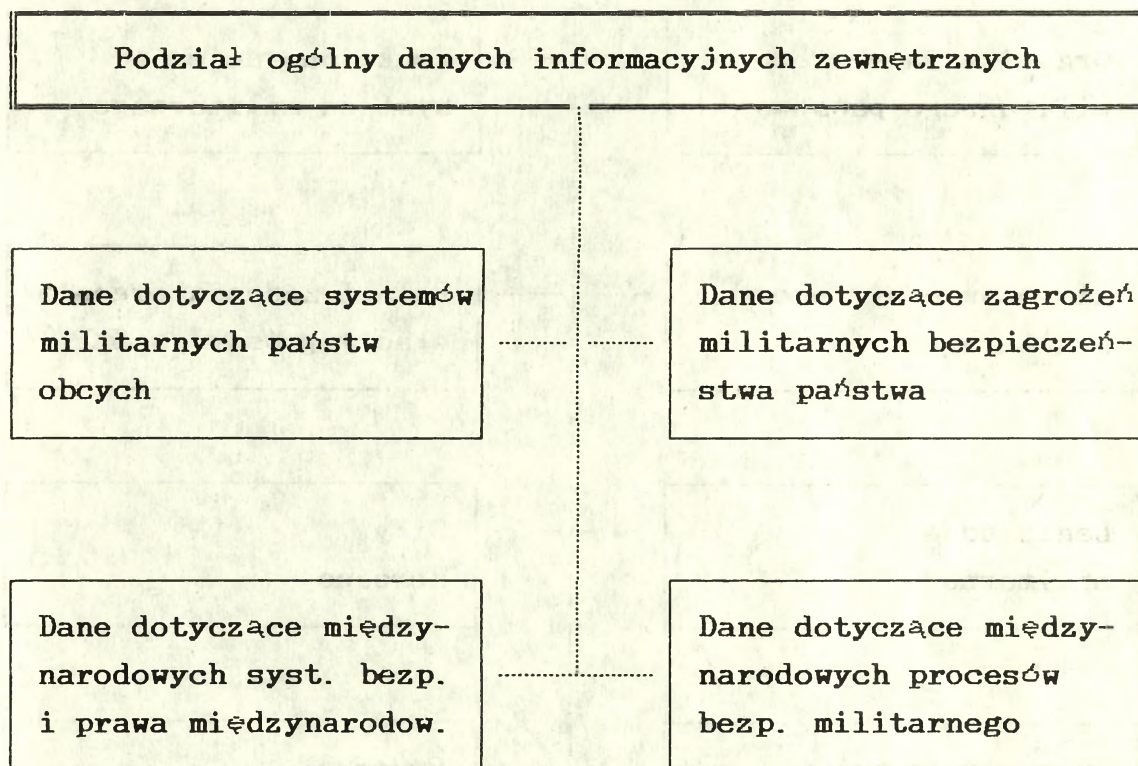 Podział ogólny danych informacyjnych zewnętrznych
Dane dotyczące systemów
militarnych państw
obcych
Dane dotyczące zagrożeń
militarnych bezpieczeń-
stwa państwa
Dane dotyczące między-
narodowych syst. bezp.
i prawa międzynarodow.
Dane dotyczące między-
narodowych procesów
bezp. militarnego